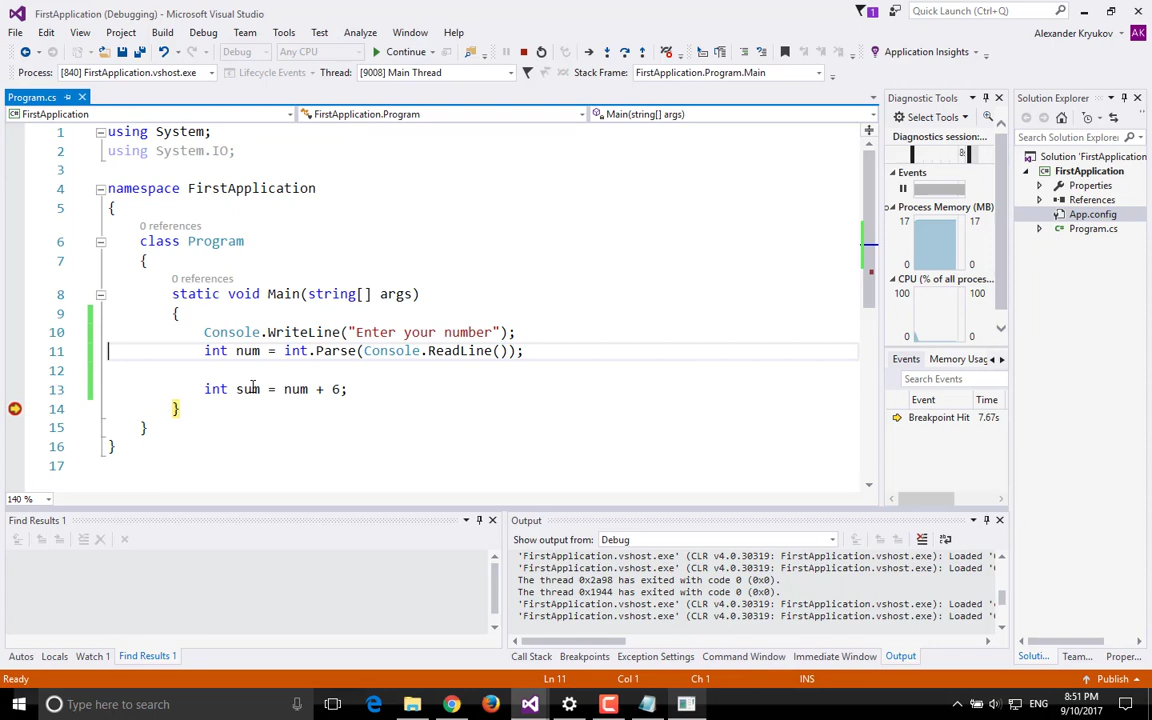 FirstApplication (Debugging) - Microsoft Visual Studio
1
Quick Launch (Ctrl+Q)
File Edit View Project Build Debug Team Tools Test Analyze Window Help
Alexander Kryukov AK
Debug Any CPU Continue Application Insights
Process: [840] FirstApplication.vshost.exe Lifecycle Events Thread: [9008] Main Thread Stack Frame: FirstApplication.Program.Main
Program.cs
FirstApplication FirstApplication.Program Main(string[] args)
1 using System;
2 using System.IO;
3
4 namespace FirstApplication
5 {
0 references
6 class Program
7 {
0 references
8 static void Main(string[] args)
9 {
10 Console.WriteLine("Enter your number");
11 int num = int.Parse(Console.ReadLine());
12
13 int sum = num + 6;
14 }
15 }
16 }
17
140 %
Diagnostic Tools
Select Tools
Diagnostics session:
Events
Process Memory (MB)
17 17
0 0
CPU (% of all proces...
100 100
0 0
Events Memory Usag
Search Events
Event Time
Breakpoint Hit 7.67s
Solution Explorer
Search Solution Explorer
Solution 'FirstApplication
FirstApplication
Properties
References
App.config
Program.cs
Find Results 1
Output
Show output from: Debug
'FirstApplication.vshost.exe' (CLR v4.0.30319: FirstApplication.vshost.exe): Loaded
'FirstApplication.vshost.exe' (CLR v4.0.30319: FirstApplication.vshost.exe): Loaded
The thread 0x2a98 has exited with code 0 (0x0).
The thread 0x1944 has exited with code 0 (0x0).
'FirstApplication.vshost.exe' (CLR v4.0.30319: FirstApplication.vshost.exe): Loaded
'FirstApplication.vshost.exe' (CLR v4.0.30319: FirstApplication.vshost.exe): Loaded
Autos Locals Watch 1 Find Results 1
Call Stack Breakpoints Exception Settings Command Window Immediate Window Output
Soluti... Team... Proper...
Ready Ln 11 Col 1 Ch 1 INS Publish
Type here to search
ENG
8:51 PM
9/10/2017